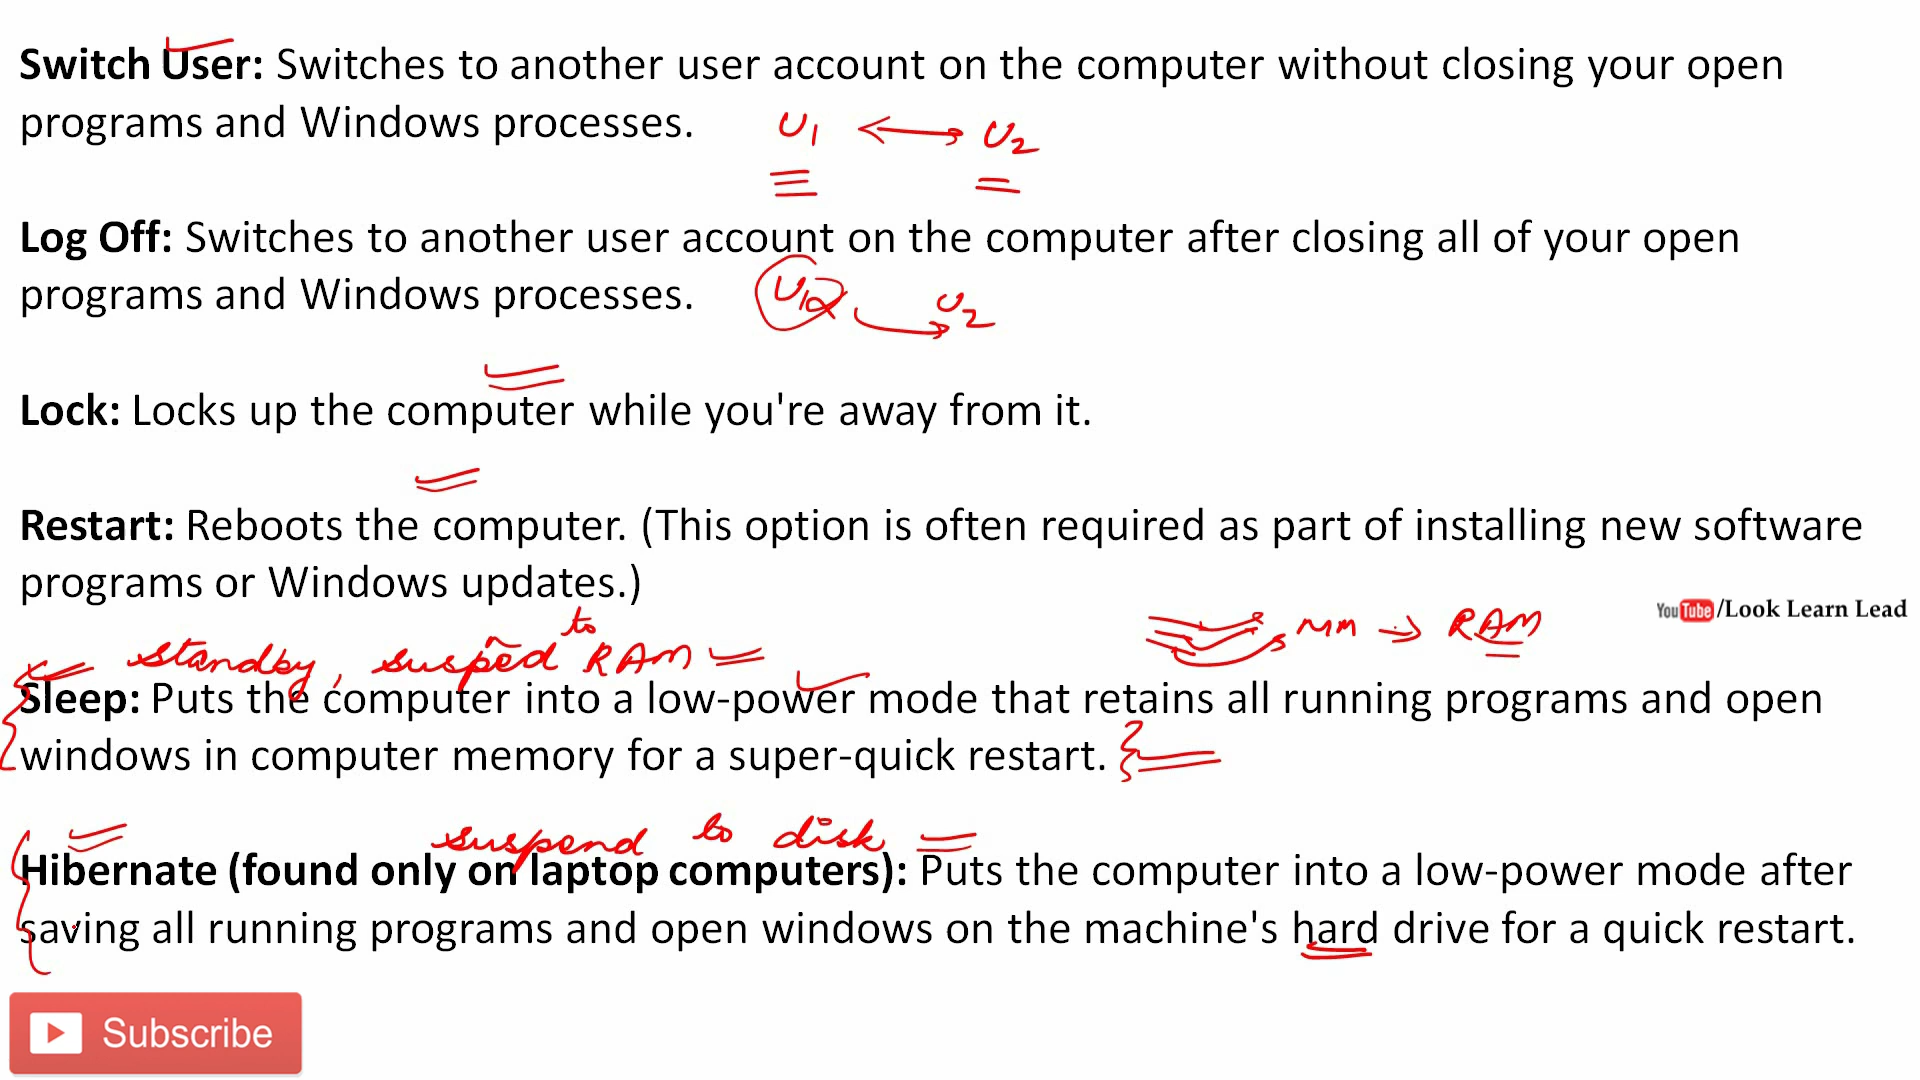 Switch User: Switches to another user account on the computer without closing your open
programs and Windows processes.
U1 U2
Log Off: Switches to another user account on the computer after closing all of your open
programs and Windows processes.
U1 U2
Lock: Locks up the computer while you're away from it.
Restart: Reboots the computer. (This option is often required as part of installing new software
programs or Windows updates.)
YouTube/Look Learn Lead
MM → RAM
standby, susped to RAM
Sleep: Puts the computer into a low-power mode that retains all running programs and open
windows in computer memory for a super-quick restart.
suspend to disk
Hibernate (found only on laptop computers): Puts the computer into a low-power mode after
saving all running programs and open windows on the machine's hard drive for a quick restart.
Subscribe